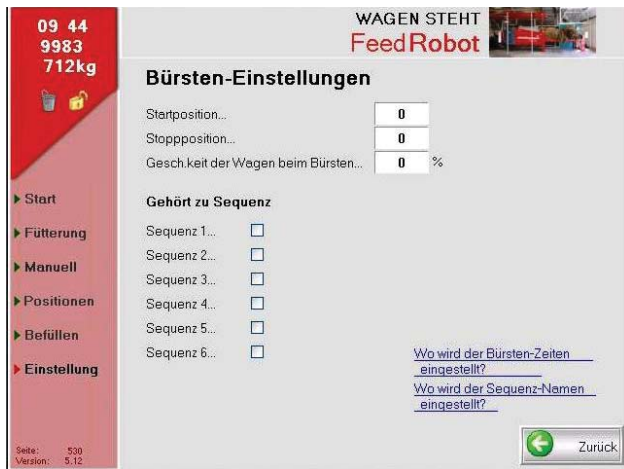 09 44
9983
712kg
WAGEN STEHT
FeedRobot
Bürsten-Einstellungen
Startposition... 0
Stoppposition... 0
Gesch.keit der Wagen beim Bürsten... 0 %
Gehört zu Sequenz
Sequenz 1...
Sequenz 2...
Sequenz 3...
Sequenz 4...
Sequenz 5...
Sequenz 6...
Start
Fütterung
Manuell
Positionen
Befüllen
Einstellung
Wo wird der Bürsten-Zeiten
eingestellt?
Wo wird der Sequenz-Namen
eingestellt?
Zurück
Seite: 530
Version: 5.12